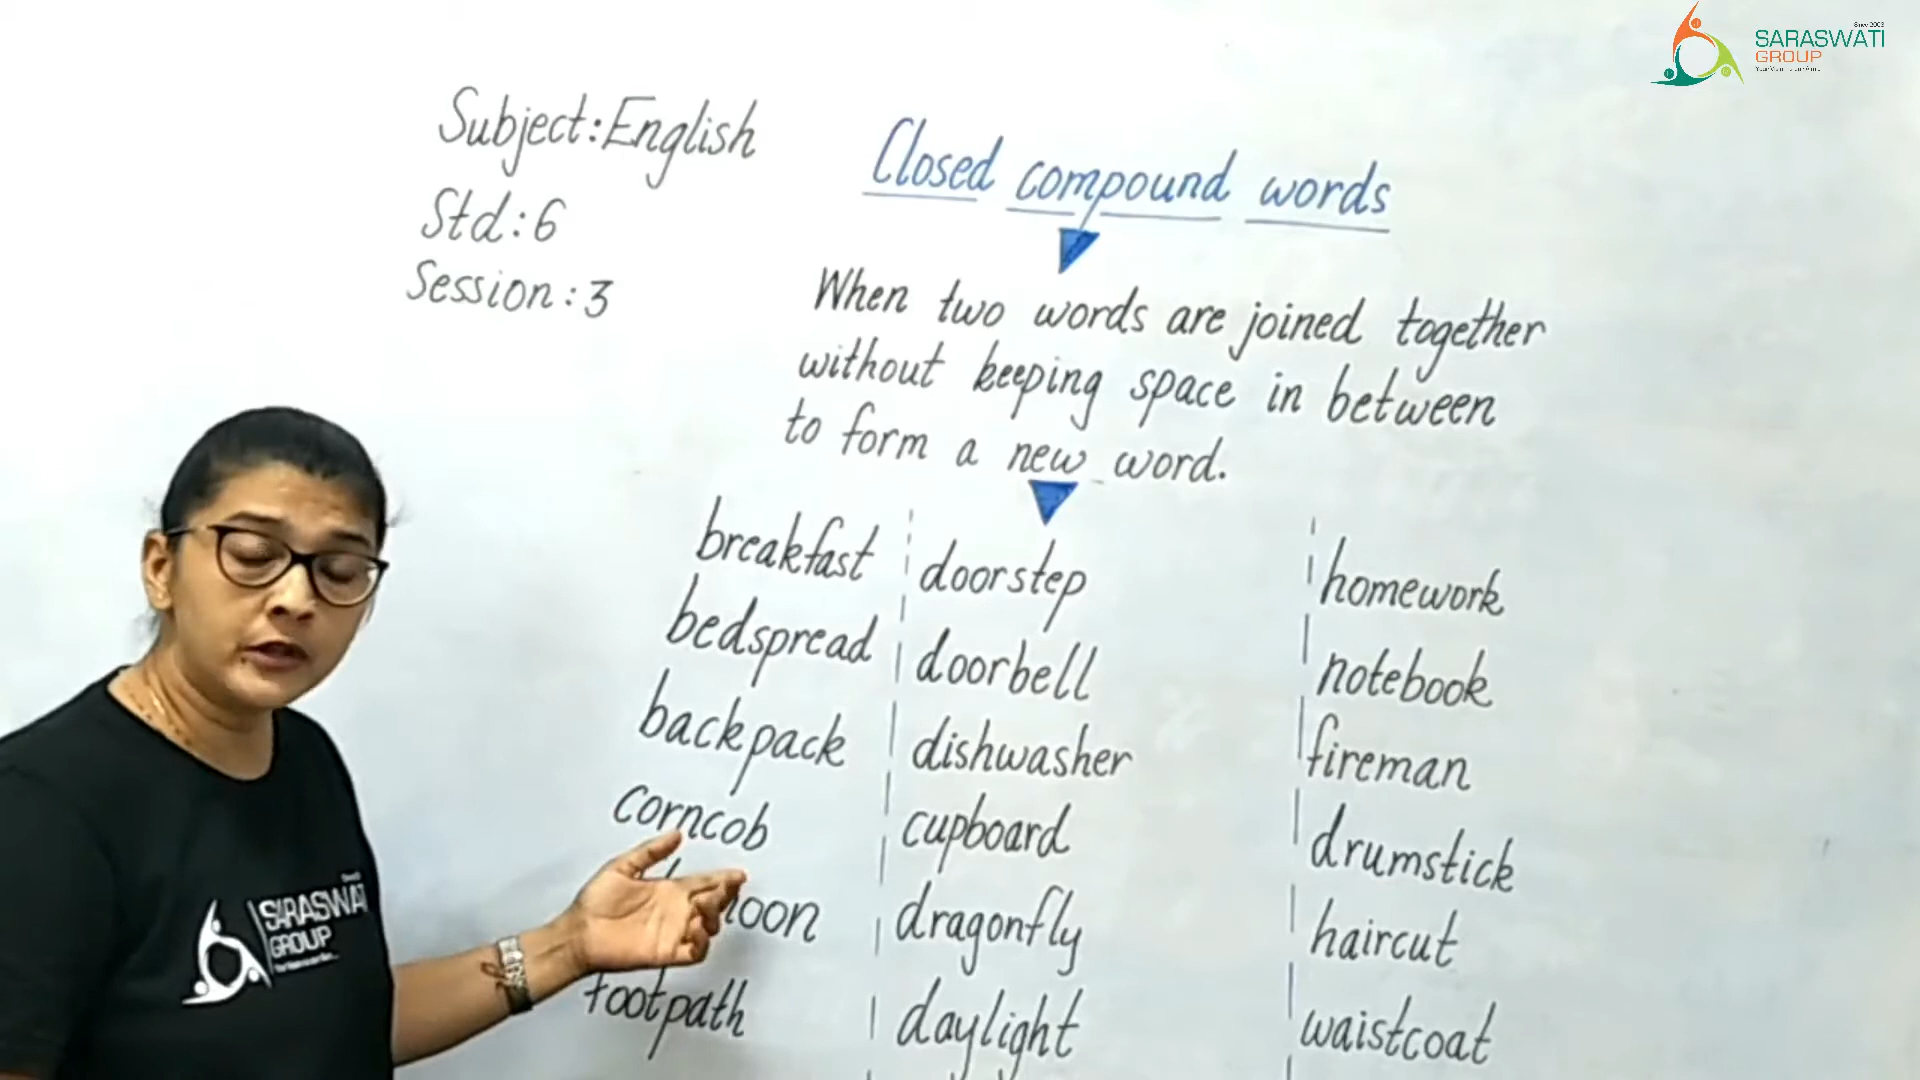 Since 2002
SARASWATI
GROUP
Subject:English
Std:6
Session:3
Closed compound words
When two words are joined together
without keeping space in between
to form a new word.
breakfast
bedspread
backpack
corncob
footpath
doorstep
doorbell
dishwasher
cupboard
dragonfly
daylight
homework
notebook
fireman
drumstick
haircut
waistcoat
SARASWATI
GROUP